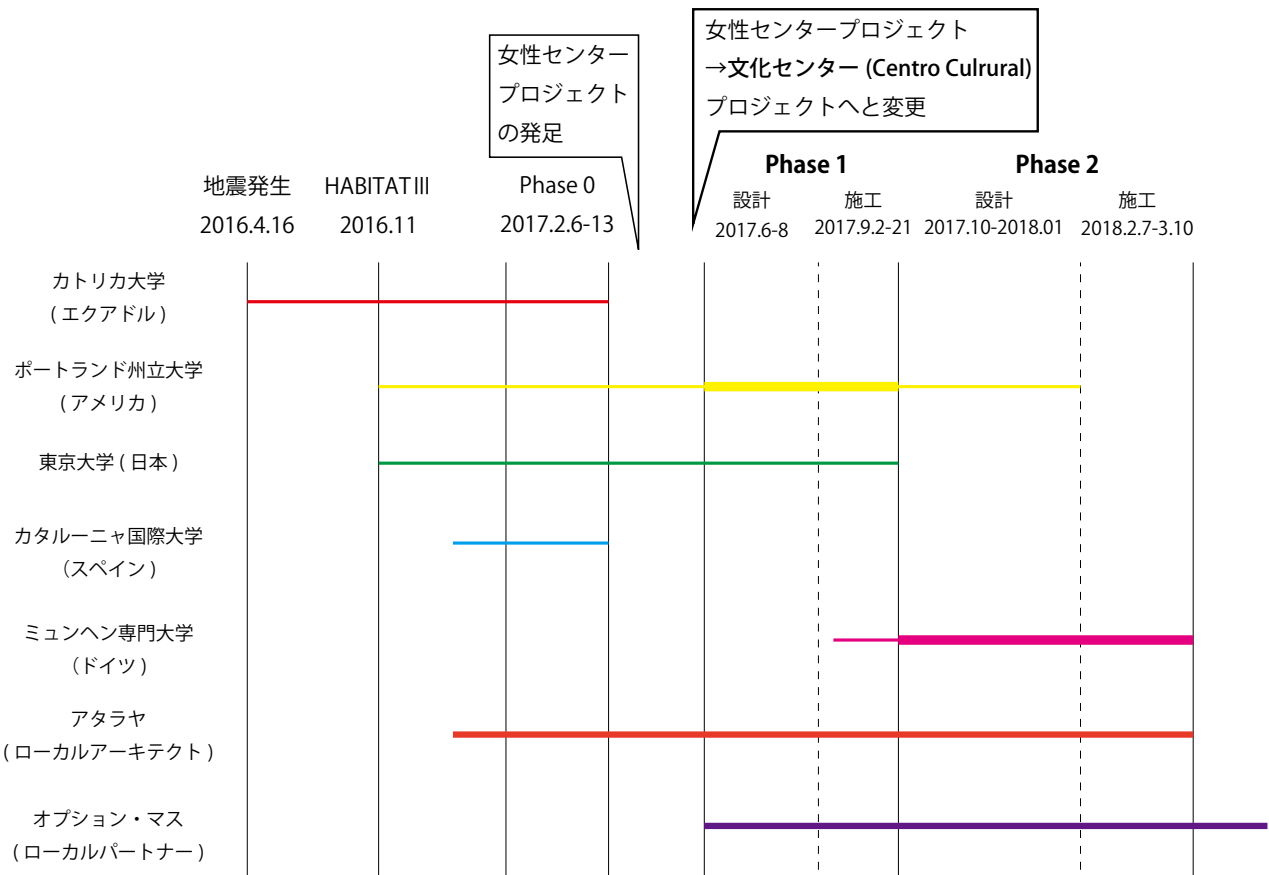 女性センター
プロジェクト
の発足
女性センタープロジェクト
→文化センター (Centro Culrural)
プロジェクトへと変更
Phase 1
Phase 2
地震発生
2016.4.16
HABITAT III
2016.11
Phase 0
2017.2.6-13
設計
2017.6-8
施工
2017.9.2-21
設計
2017.10-2018.01
施工
2018.2.7-3.10
カトリカ大学
( エクアドル )
ポートランド州立大学
( アメリカ )
東京大学 ( 日本 )
カタルーニャ国際大学
（スペイン )
ミュンヘン専門大学
（ドイツ )
アタラヤ
( ローカルアーキテクト )
オプション・マス
( ローカルパートナー )